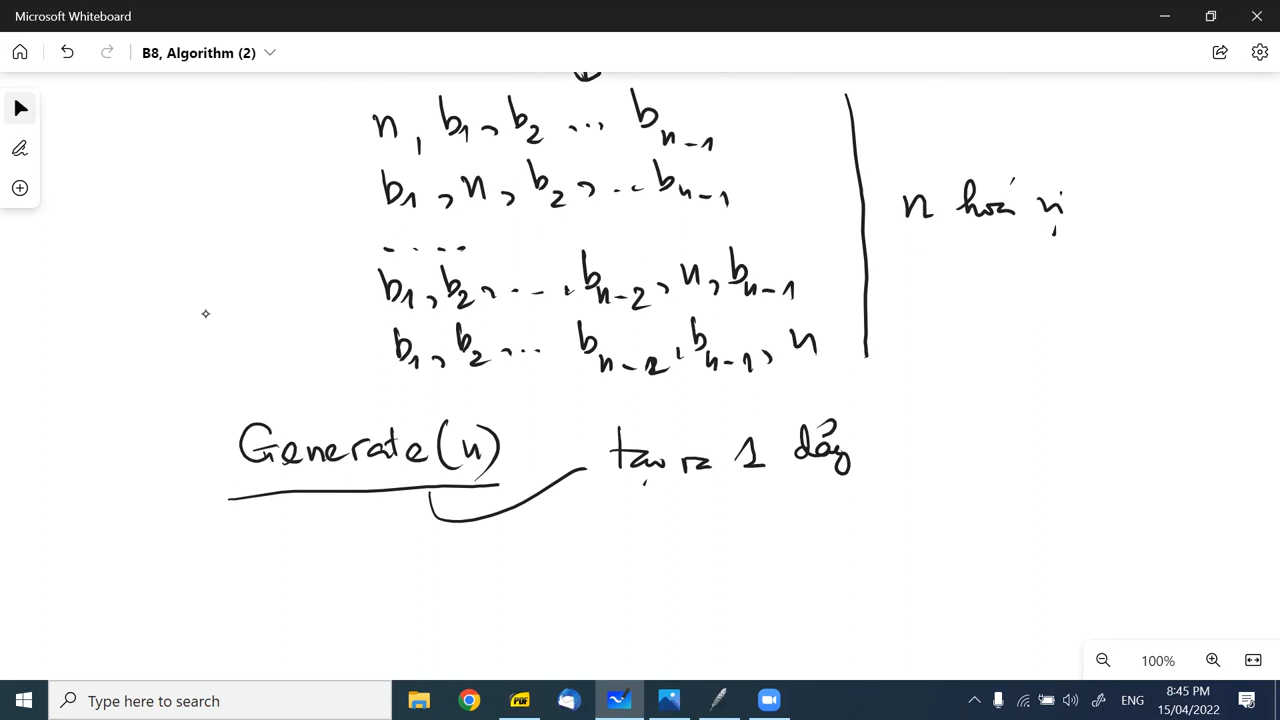 Microsoft Whiteboard
B8, Algorithm (2)
n, b1, b2 ... bn-1
b1, n, b2, ... bn-1
n hoá vị
....
b1, b2, ... , bn-2, n, bn-1
b1, b2, ... bn-2, bn-1, n
Generate(n)
tạo ra 1 dãy
100%
Type here to search
PDF
ENG
8:45 PM
15/04/2022